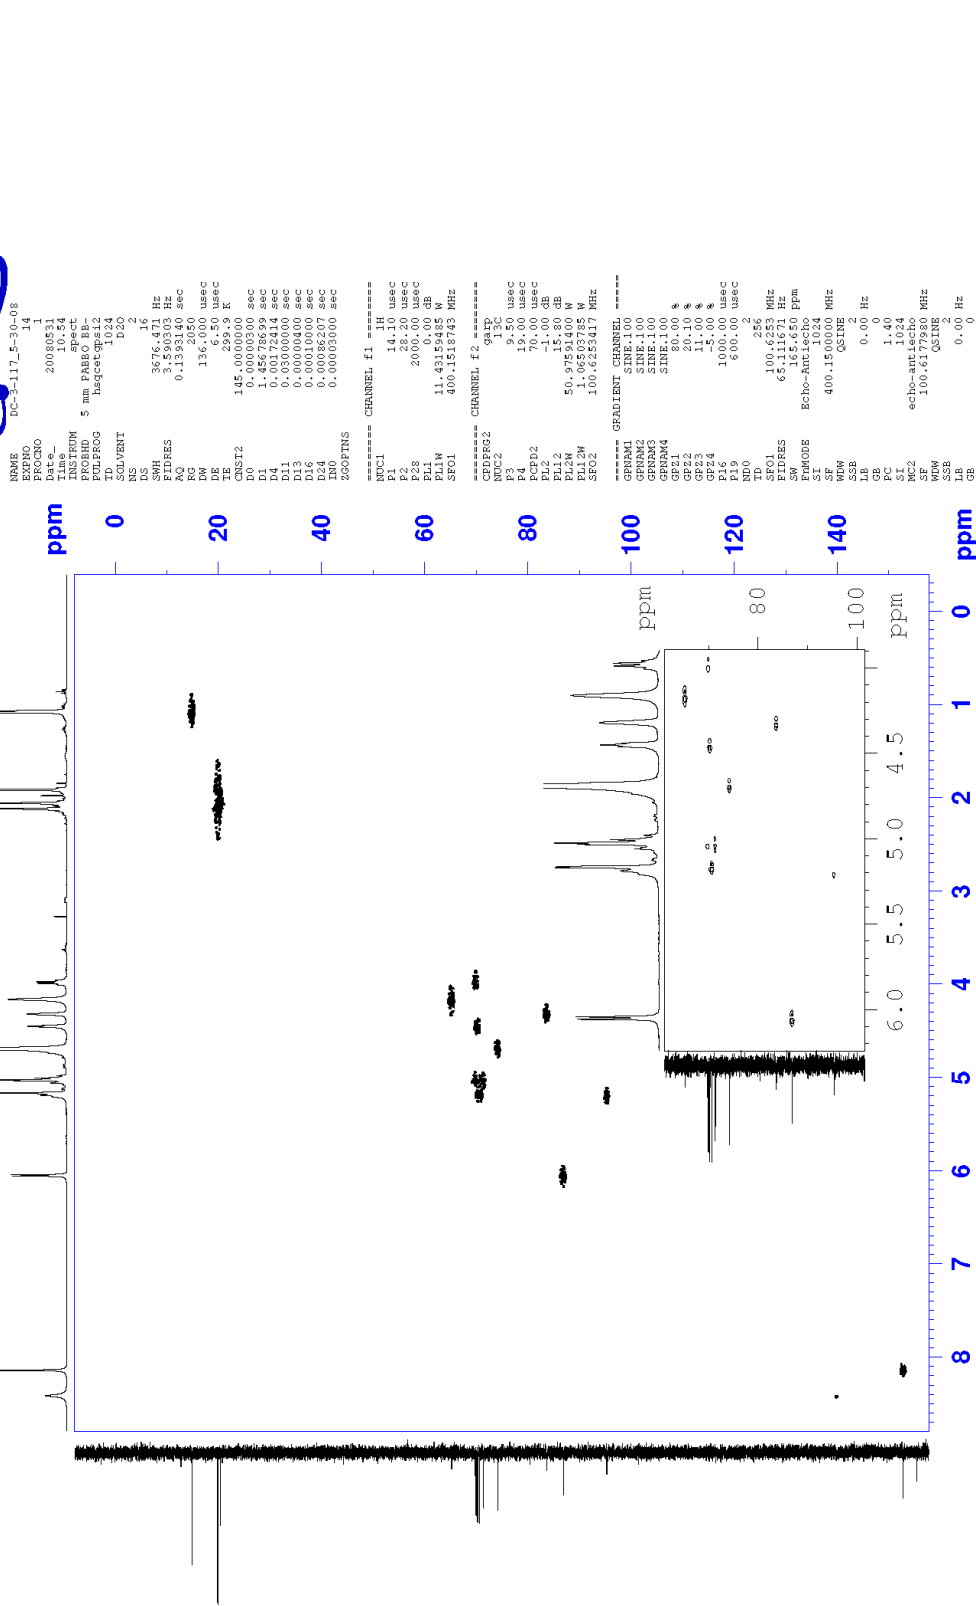 NAME DC-3-117_5-30-08
EXPNO 14
PROCNO 1
Date_ 20080531
Time 10.54
INSTRUM spect
PROBHD 5 mm PABBO BB-
PULPROG hsqcetgpsi2
TD 1024
SOLVENT D2O
NS 2
DS 16
SWH 3676.471 Hz
FIDRES 3.590303 Hz
AQ 0.1393140 sec
RG 2050
DW 136.000 usec
DE 6.50 usec
TE 299.9 K
CNST2 145.0000000
D0 0.00000300 sec
D1 1.45678699 sec
D4 0.00172414 sec
D11 0.03000000 sec
D13 0.00000400 sec
D16 0.00010000 sec
D24 0.00086207 sec
IN0 0.00003000 sec
ZGOPTNS
======== CHANNEL f1 ========
NUC1 1H
P1 14.10 usec
P2 28.20 usec
P28 2000.00 usec
PL1 0.00 dB
PL1W 11.43159485 W
SFO1 400.1518743 MHz
======== CHANNEL f2 ========
CPDPRG2 garp
NUC2 13C
P3 9.50 usec
P4 19.00 usec
PCPD2 70.00 usec
PL2 -1.00 dB
PL12 15.80 dB
PL2W 50.97591400 W
PL12W 1.06503785 W
SFO2 100.6253417 MHz
====== GRADIENT CHANNEL =====
GPNAM1 SINE.100
GPNAM2 SINE.100
GPNAM3 SINE.100
GPNAM4 SINE.100
GPZ1 80.00 %
GPZ2 20.10 %
GPZ3 11.00 %
GPZ4 -5.00 %
P16 1000.00 usec
P19 600.00 usec
ND0 2
TD 256
SFO1 100.6253 MHz
FIDRES 65.111671 Hz
SW 165.650 ppm
FnMODE Echo-Antiecho
SI 1024
SF 400.1500000 MHz
WDW QSINE
SSB 2
LB 0.00 Hz
GB 0
PC 1.40
SI 1024
MC2 echo-antiecho
SF 100.6177980 MHz
WDW QSINE
SSB 2
LB 0.00 Hz
GB 0
ppm
0
20
40
60
80
100
120
140
ppm
0
1
2
3
4
5
6
7
8
ppm
80
100
ppm
4.5
5.0
5.5
6.0